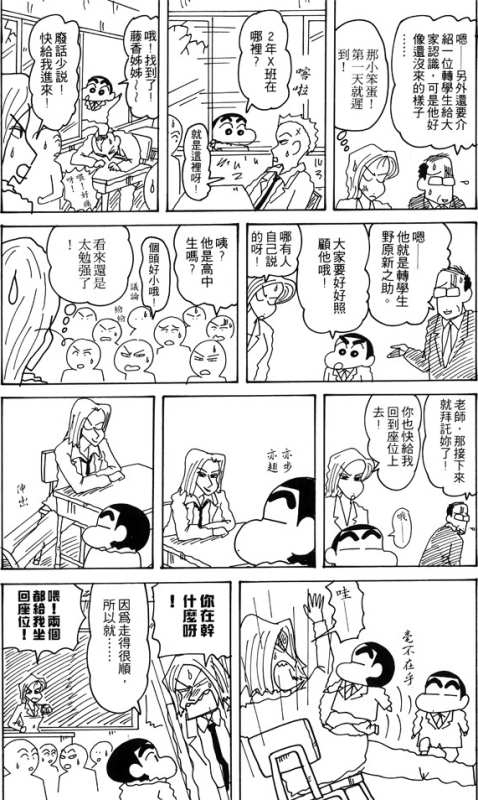 嗯——另外還要介
紹一位轉學生給大
家認識，可是他好
像還沒來的樣子
那小笨蛋！
第一天就遲
到！
2年X班在
哪裡？
喀啦
就是這裡呀！
哦！找到了！
藤香姊姊～～
廢話少說！
快給我進來！
嗯——
他就是轉學生
野原新之助。
大家要好好照
顧他哦！
哪有人
自己說
的呀！
咦？
他是高中
生嗎？
個頭好小哦！
議論
看來還是
太勉強了
！
老師，那接下來
就拜託妳了！
你也快給我
回到座位上
去！
哦——
亦步
亦趨
伸出
哇——
毫不在乎
你在幹
什麼呀
！
因為走得很順，
所以就……
喂！兩個
都給我坐
回座位！